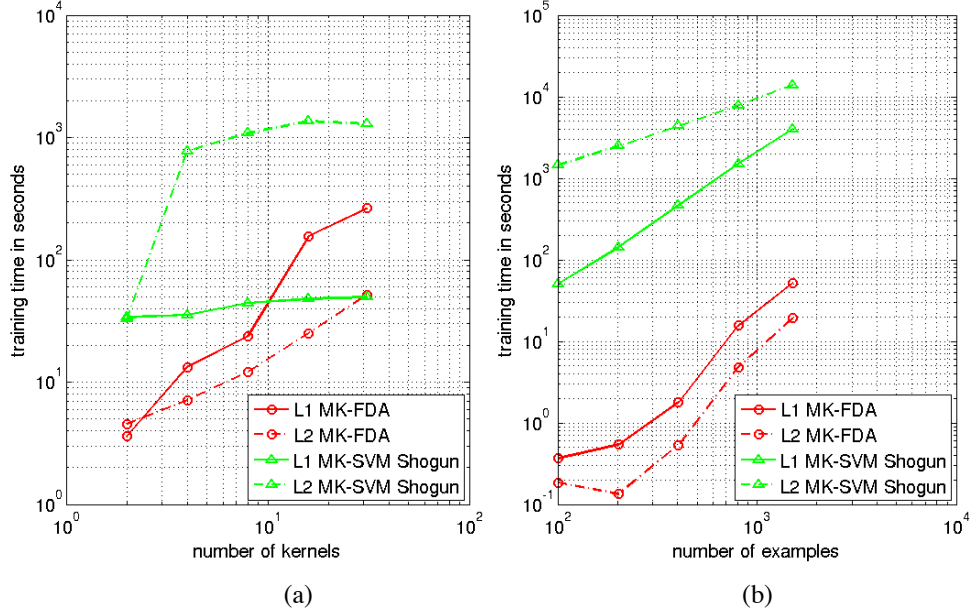 10^4
10^3
10^2
10^1
10^0
training time in seconds
10^0
10^1
10^2
number of kernels
L1 MK-FDA
L2 MK-FDA
L1 MK-SVM Shogun
L2 MK-SVM Shogun
(a)
10^5
10^4
10^3
10^2
10^1
10^0
10^-1
training time in seconds
10^2
10^3
10^4
number of examples
L1 MK-FDA
L2 MK-FDA
L1 MK-SVM Shogun
L2 MK-SVM Shogun
(b)